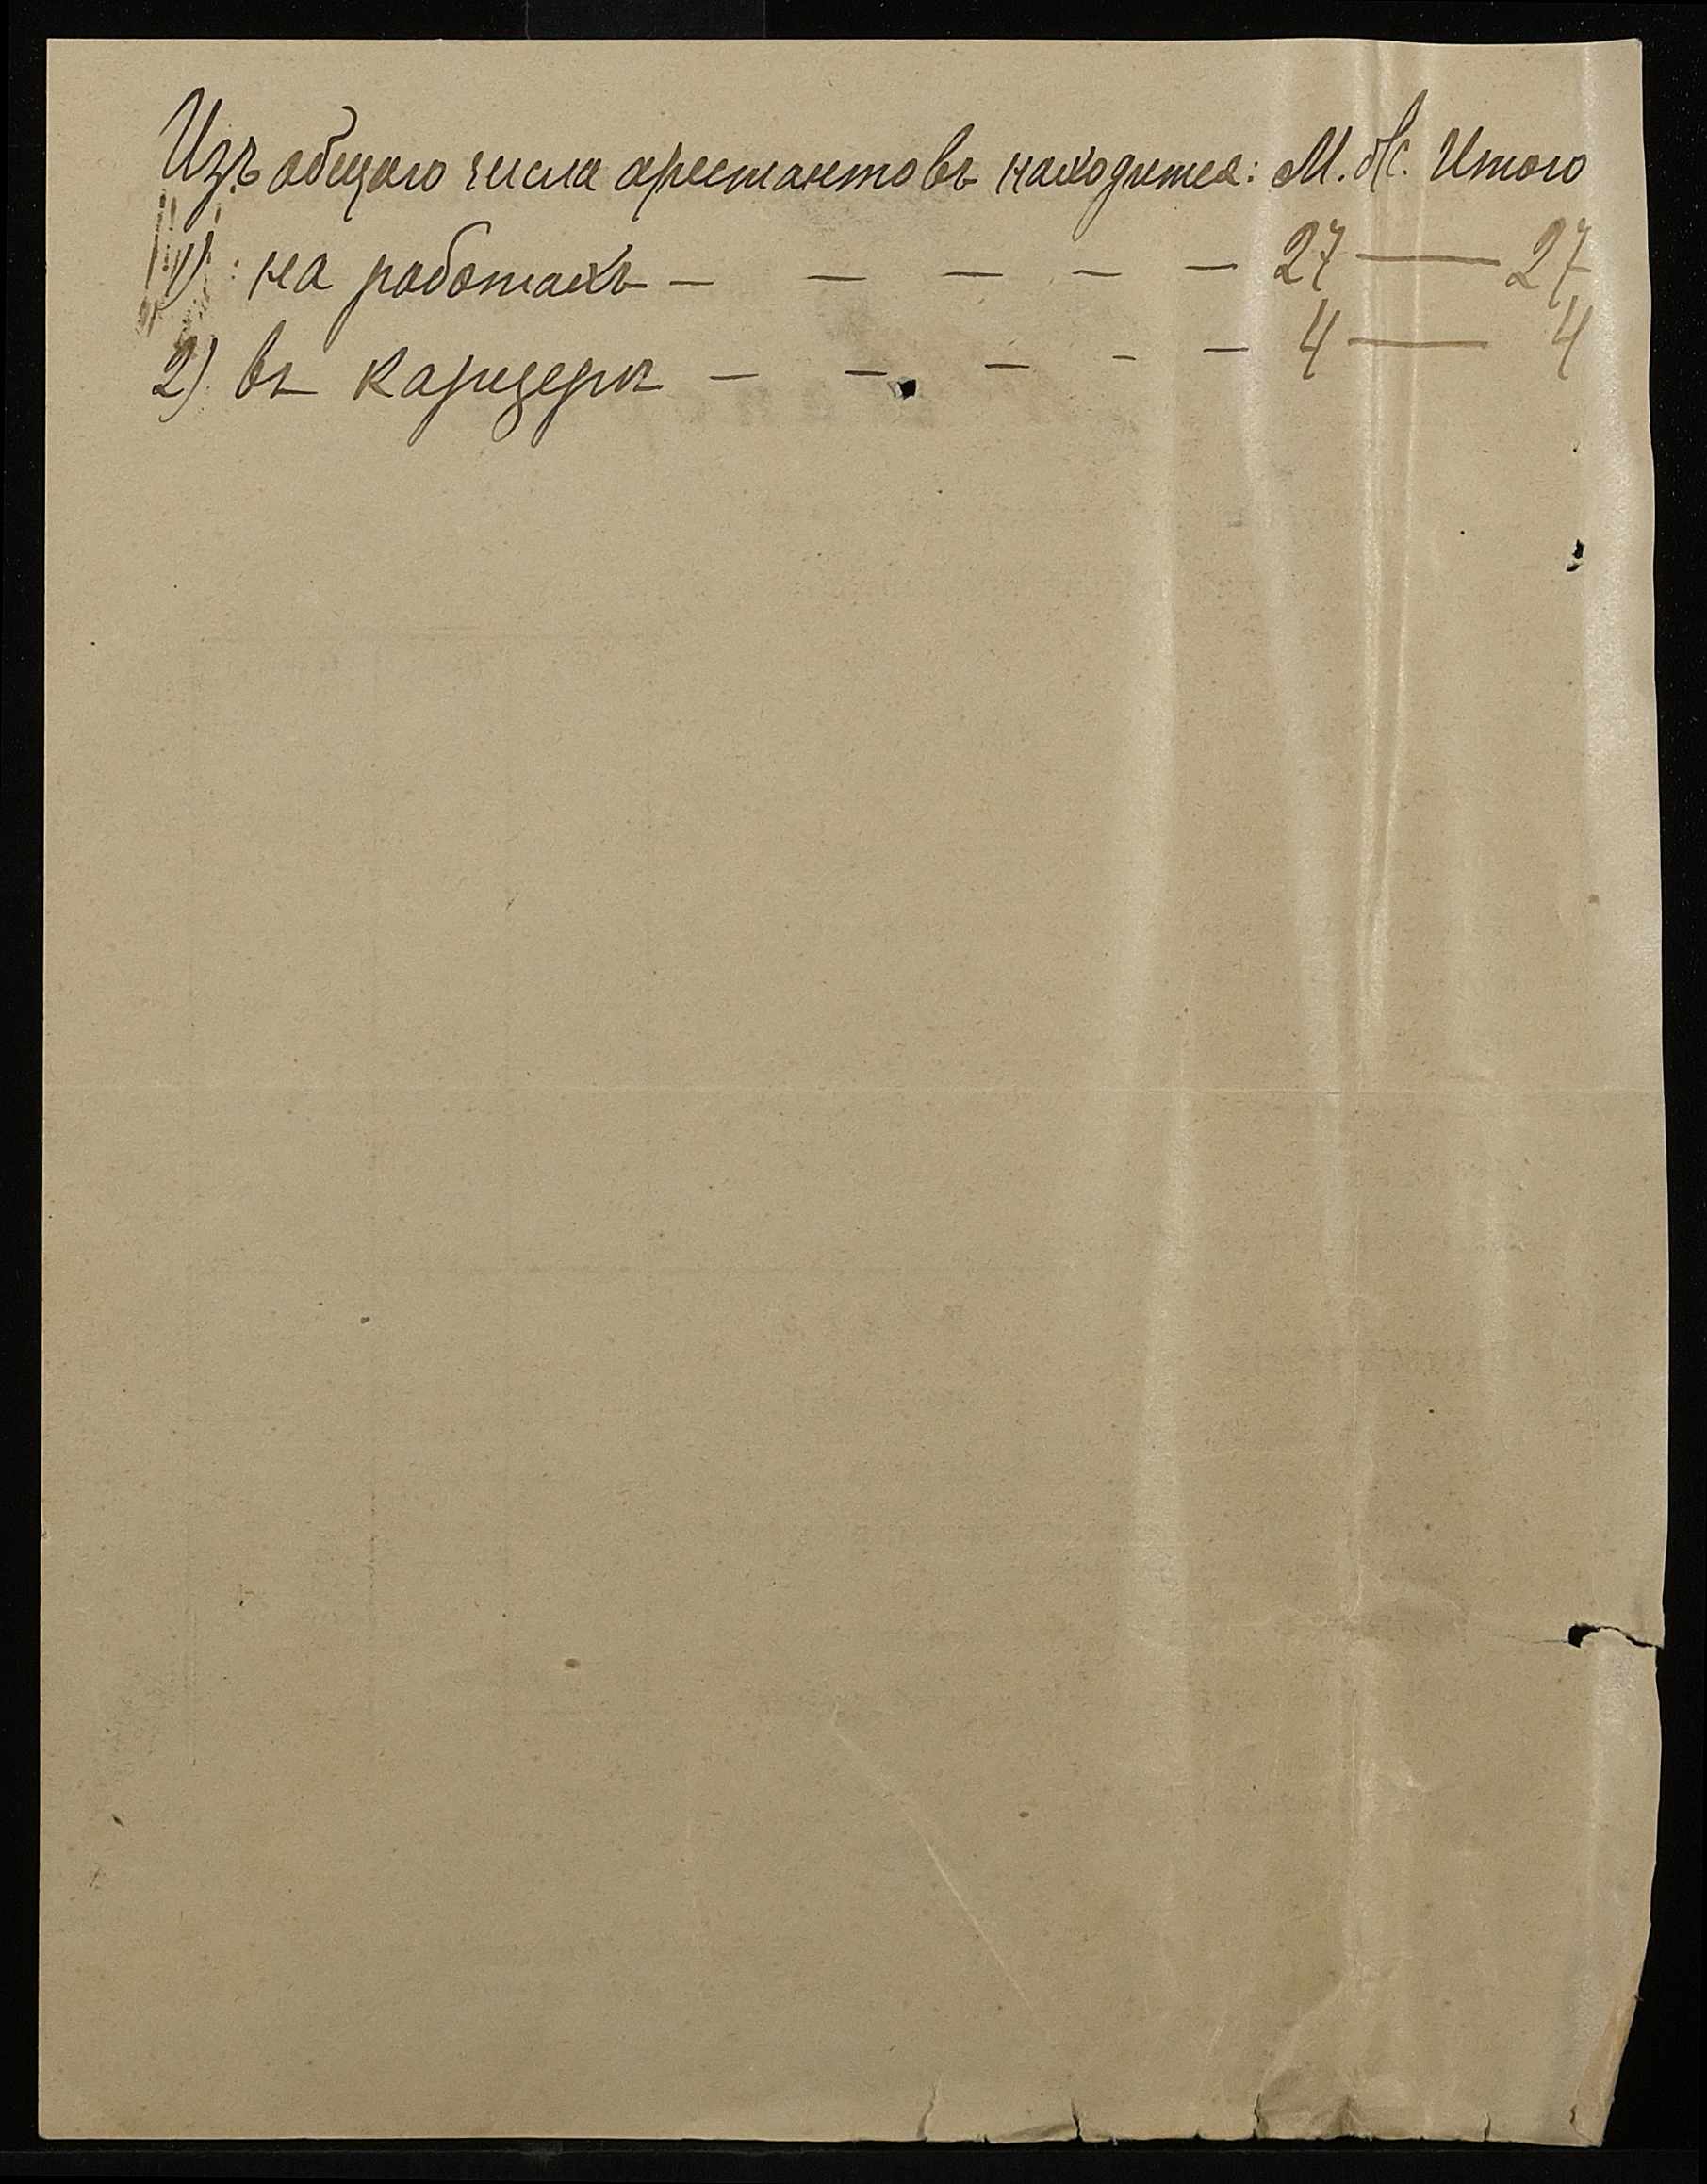 Изъ общаго числа арестантовъ находится: М. Ж. Итого
1) на работахъ — — — — — 27 — 27
2) въ карцерѣ — — — — — 4 — 4